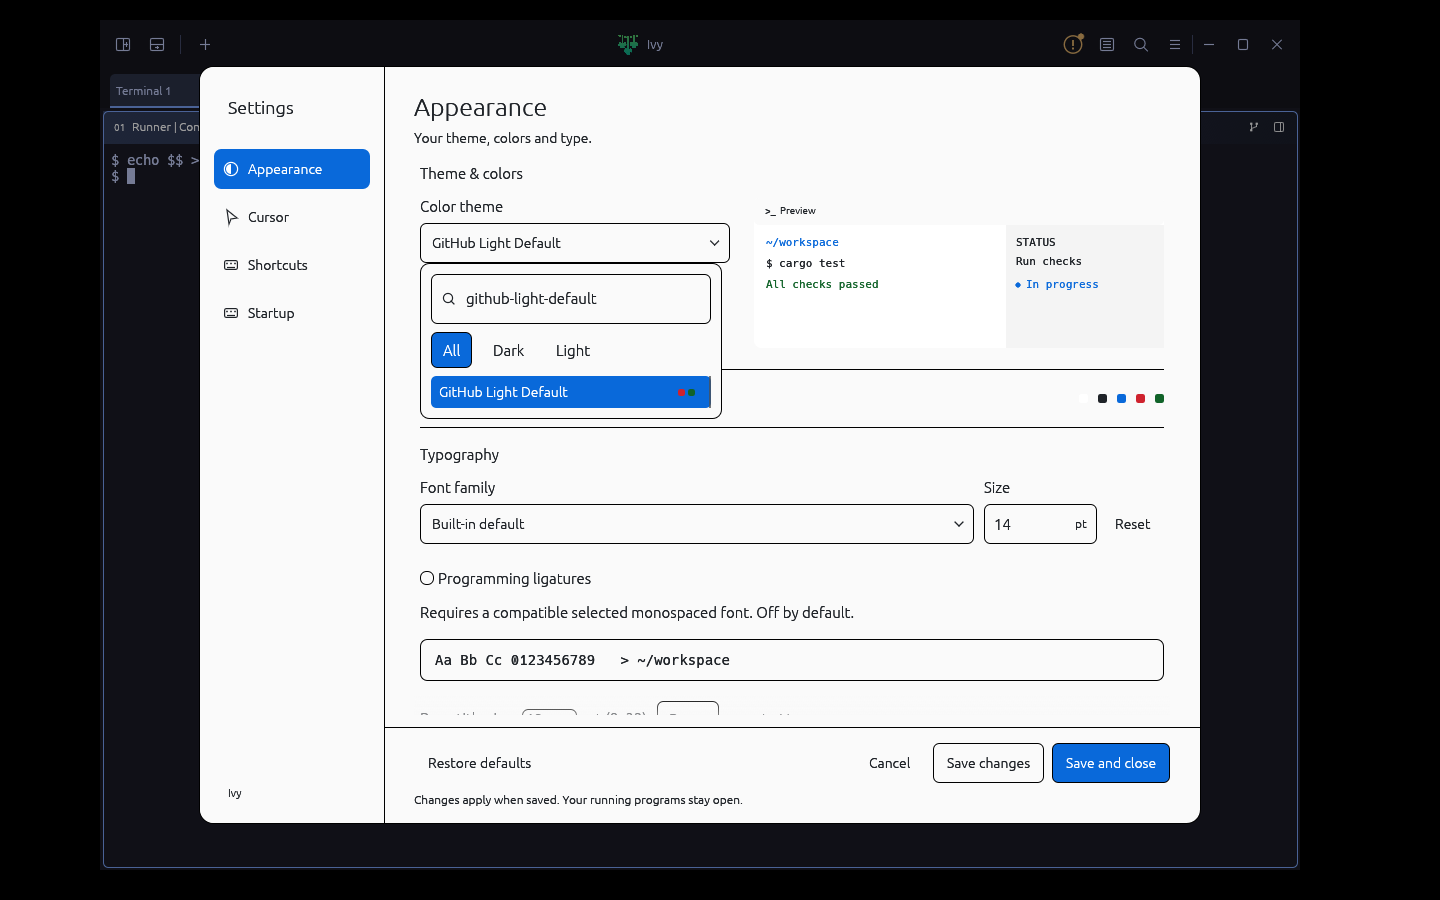 Ivy
Terminal 1
01 Runner | Con
$ echo $$ >
$
Settings
Appearance
Cursor
Shortcuts
Startup
Ivy
Appearance
Your theme, colors and type.
Theme & colors
Color theme
GitHub Light Default
github-light-default
All Dark Light
GitHub Light Default
>_ Preview
~/workspace
$ cargo test
All checks passed
STATUS
Run checks
In progress
Typography
Font family
Size
Built-in default
14 pt
Reset
Programming ligatures
Requires a compatible selected monospaced font. Off by default.
Aa Bb Cc 0123456789 > ~/workspace
Restore defaults
Cancel
Save changes
Save and close
Changes apply when saved. Your running programs stay open.